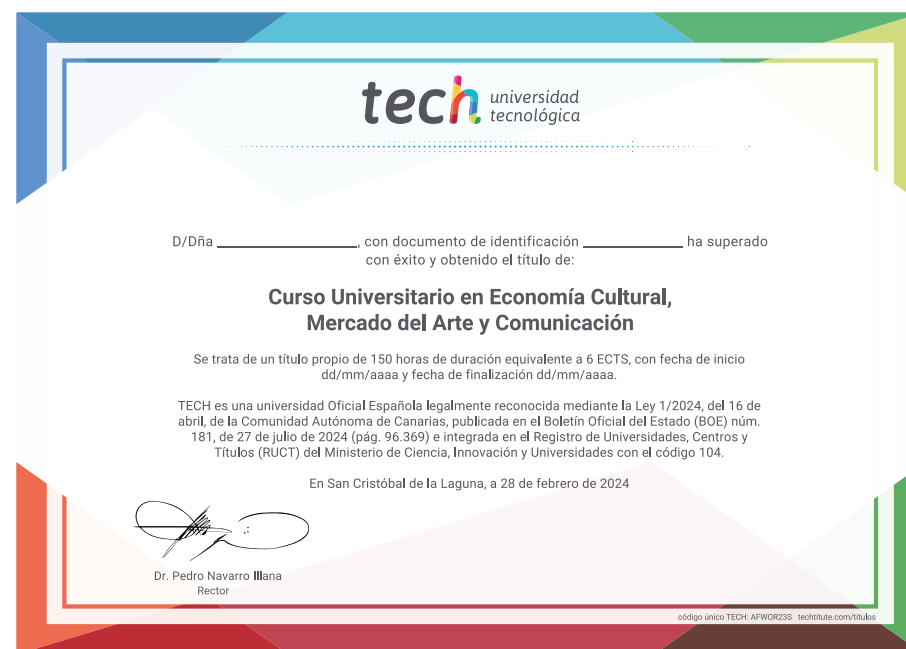 tech universidad
tecnológica
D/Dña ____________, con documento de identificación ____________ ha superado
con éxito y obtenido el título de:
Curso Universitario en Economía Cultural,
Mercado del Arte y Comunicación
Se trata de un título propio de 150 horas de duración equivalente a 6 ECTS, con fecha de inicio
dd/mm/aaaa y fecha de finalización dd/mm/aaaa.
TECH es una universidad Oficial Española legalmente reconocida mediante la Ley 1/2024, del 16 de
abril, de la Comunidad Autónoma de Canarias, publicada en el Boletín Oficial del Estado (BOE) núm.
181, de 27 de julio de 2024 (pág. 96.369) e integrada en el Registro de Universidades, Centros y
Títulos (RUCT) del Ministerio de Ciencia, Innovación y Universidades con el código 104.
En San Cristóbal de la Laguna, a 28 de febrero de 2024
Dr. Pedro Navarro Illana
Rector
código único TECH: AFWOR23S techtitute.com/titulos